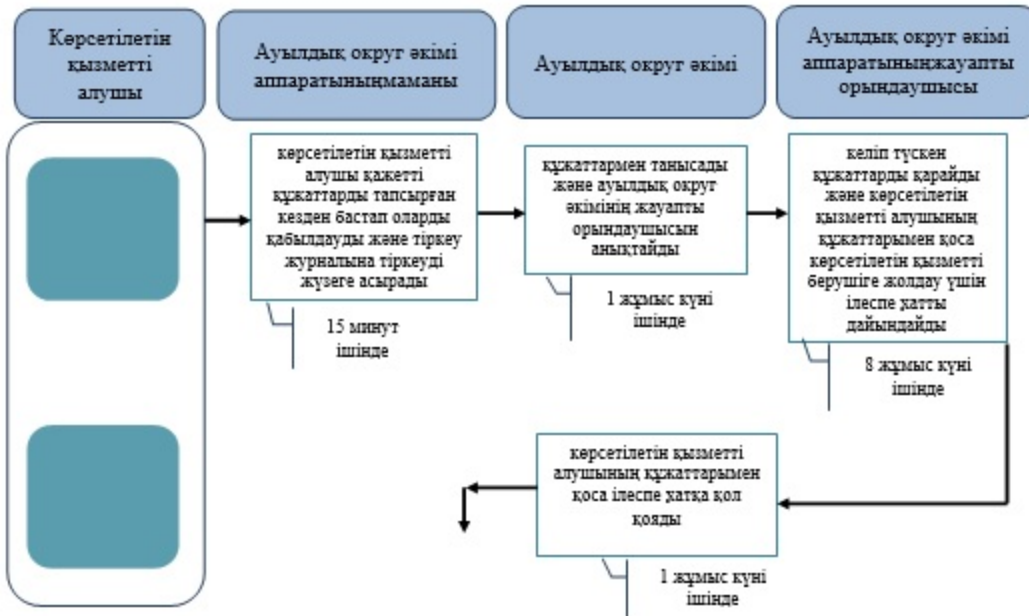 Көрсетілетін
қызметті
алушы
Ауылдық округ әкімі
аппаратыныңмаманы
Ауылдық округ әкімі
Ауылдық округ әкімі
аппаратыныңжауапты
орындаушысы
көрсетілетін қызметті
алушы қажетті
құжаттарды тапсырған
кезден бастап оларды
қабылдауды және тіркеу
журналына тіркеуді
жүзеге асырады
15 минут
ішінде
құжаттармен танысады
және ауылдық округ
әкімінің жауапты
орындаушысын
анықтайды
1 жұмыс күні
ішінде
келіп түскен
құжаттарды қарайды
және көрсетілетін
қызметті алушының
құжаттарымен қоса
көрсетілетін қызметті
берушіге жолдау үшін
ілеспе хатты
дайындайды
8 жұмыс күні
ішінде
көрсетілетін қызметті
алушының құжаттарымен
қоса ілеспе хатқа қол
қояды
1 жұмыс күні
ішінде